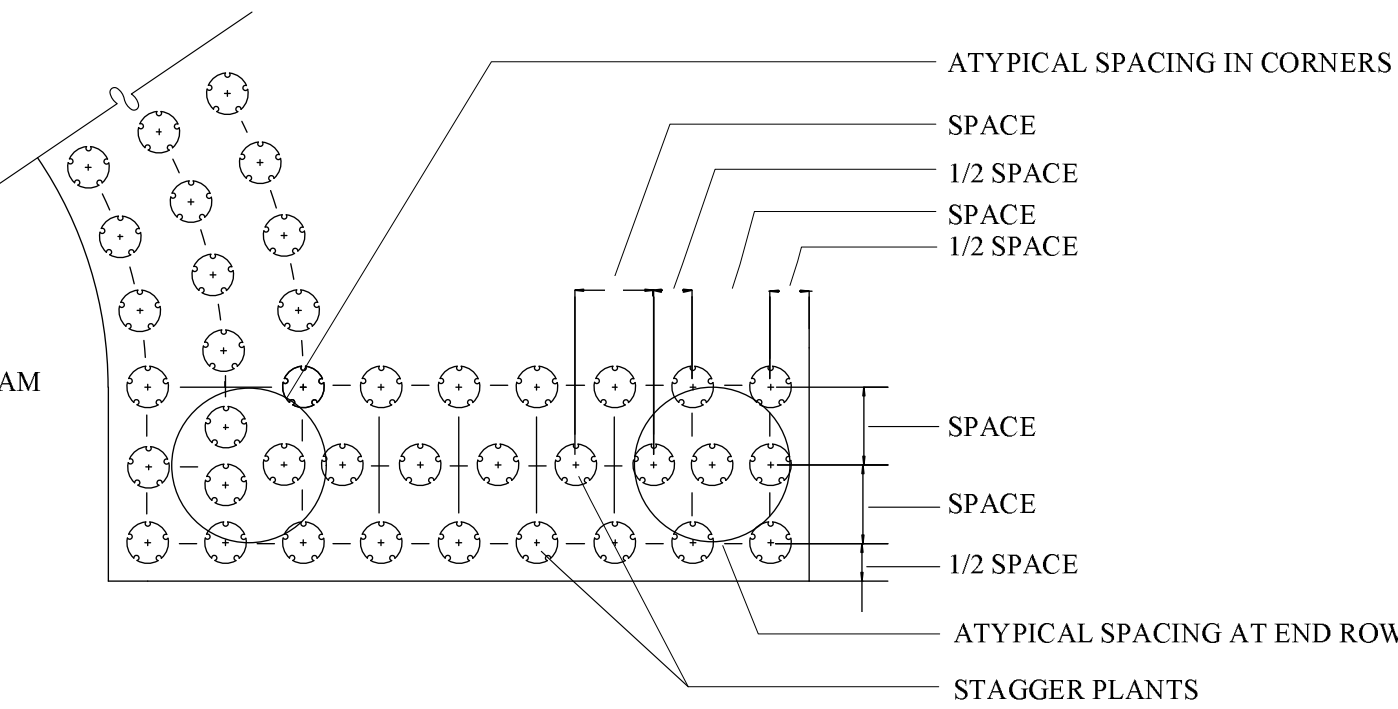 ATYPICAL SPACING IN CORNERS
SPACE
1/2 SPACE
SPACE
1/2 SPACE
AM
SPACE
SPACE
1/2 SPACE
ATYPICAL SPACING AT END ROW
STAGGER PLANTS